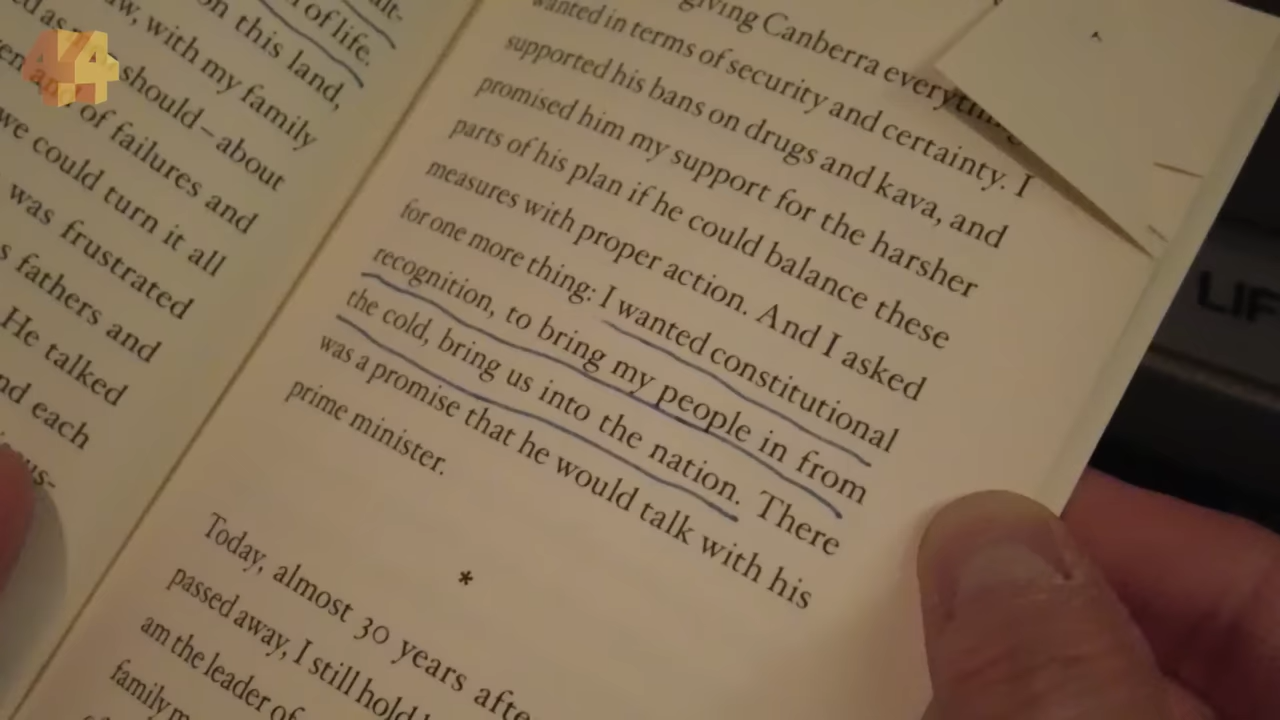 alt-
of life.
on this land,
with my family
should – about
of failures and
we could turn it all
was frustrated
fathers and
He talked
each
giving Canberra everything
wanted in terms of security and certainty. I
supported his bans on drugs and kava, and
promised him my support for the harsher
parts of his plan if he could balance these
measures with proper action. And I asked
for one more thing: I wanted constitutional
recognition, to bring my people in from
the cold, bring us into the nation. There
was a promise that he would talk with his
prime minister.
*
Today, almost 30 years after
passed away, I still hold
am the leader of
family
LIF